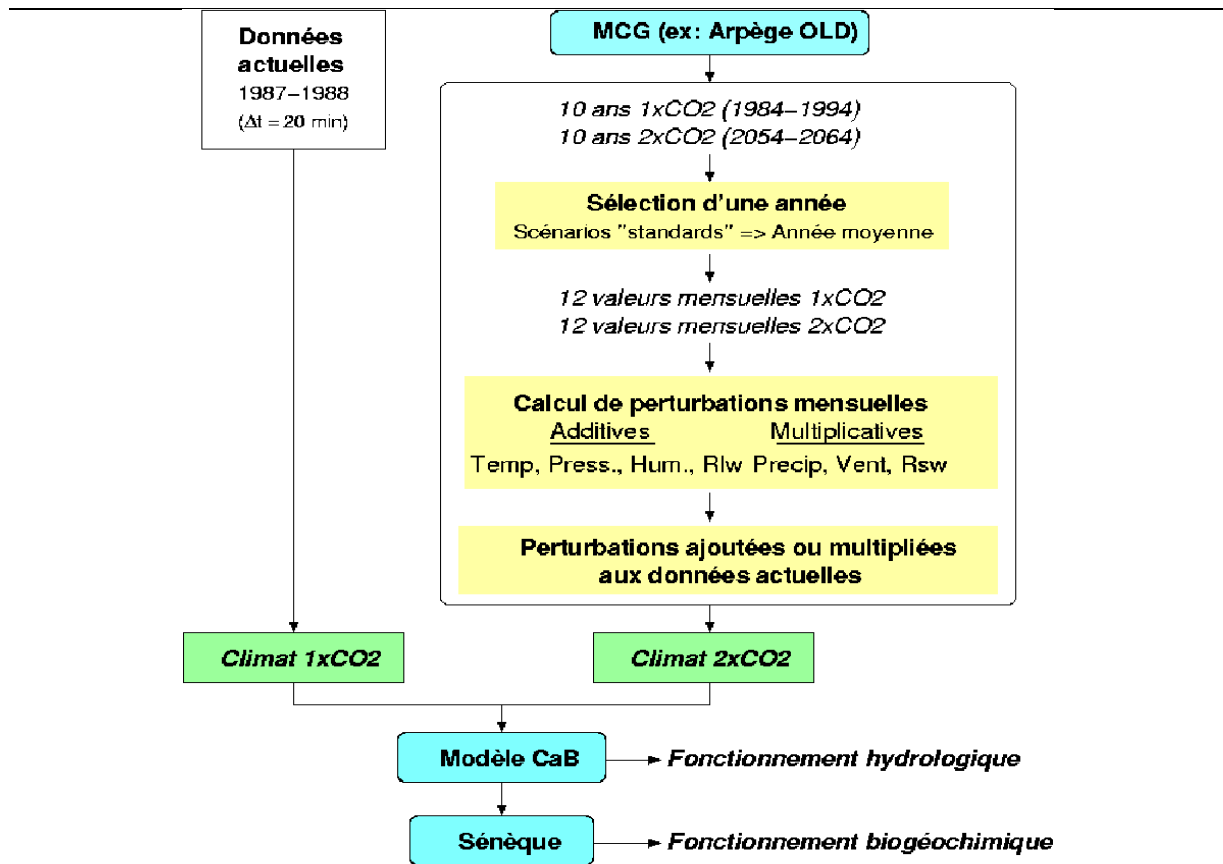 Données
actuelles
1987–1988
(Δt = 20 min)
MCG (ex: Arpège OLD)
10 ans 1xCO2 (1984–1994)
10 ans 2xCO2 (2054–2064)
Sélection d'une année
Scénarios "standards" => Année moyenne
12 valeurs mensuelles 1xCO2
12 valeurs mensuelles 2xCO2
Calcul de perturbations mensuelles
Additives Multiplicatives
Temp, Press., Hum., Rlw Precip, Vent, Rsw
Perturbations ajoutées ou multipliées
aux données actuelles
Climat 1xCO2
Climat 2xCO2
Modèle CaB
Fonctionnement hydrologique
Sénèque
Fonctionnement biogéochimique